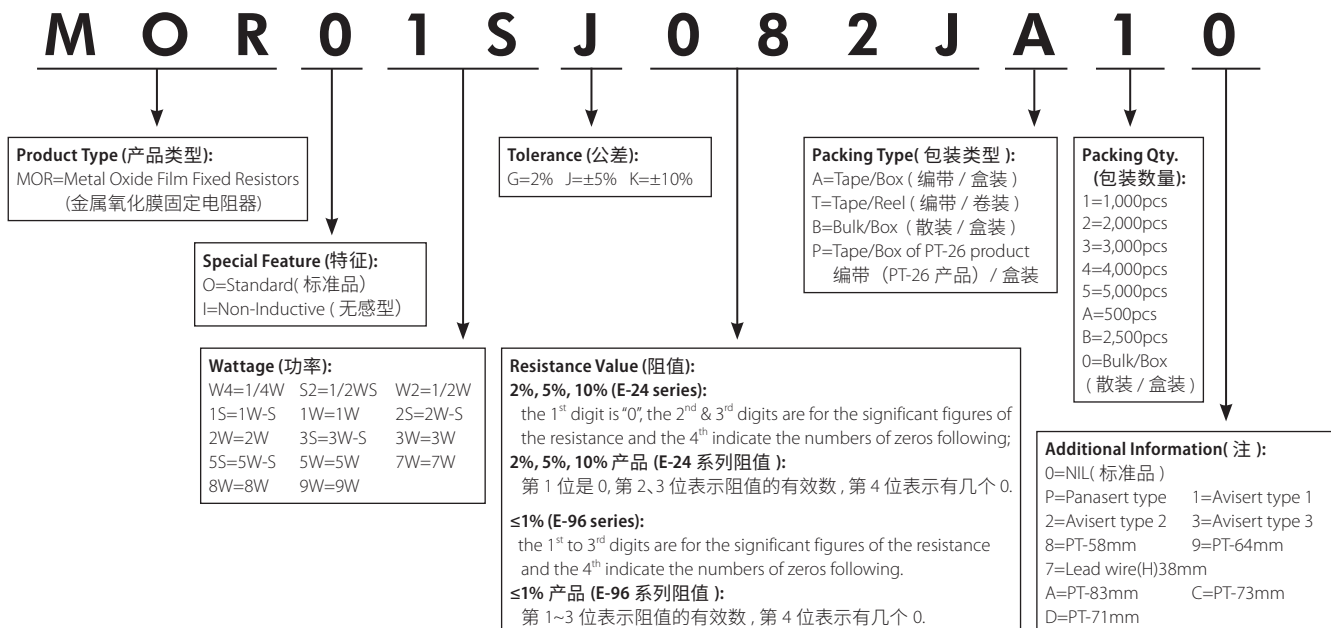 MOR01SJ082JA10
Product Type (产品类型):
MOR=Metal Oxide Film Fixed Resistors
(金属氧化膜固定电阻器)
Special Feature (特征):
O=Standard( 标准品）
I=Non-Inductive ( 无感型）
Wattage (功率):
W4=1/4W S2=1/2WS W2=1/2W
1S=1W-S 1W=1W 2S=2W-S
2W=2W 3S=3W-S 3W=3W
5S=5W-S 5W=5W 7W=7W
8W=8W 9W=9W
Tolerance (公差):
G=2% J=±5% K=±10%
Resistance Value (阻值):
2%, 5%, 10% (E-24 series):
the 1st digit is “0”, the 2nd & 3rd digits are for the significant figures of
the resistance and the 4th indicate the numbers of zeros following;
2%, 5%, 10% 产品 (E-24 系列阻值 ):
第 1 位是 0, 第 2、3 位表示阻值的有效数 , 第 4 位表示有几个 0.
≤1% (E-96 series):
the 1st to 3rd digits are for the significant figures of the resistance
and the 4th indicate the numbers of zeros following.
≤1% 产品 (E-96 系列阻值 ):
第 1~3 位表示阻值的有效数 , 第 4 位表示有几个 0.
Packing Type( 包装类型 ):
A=Tape/Box ( 编带 / 盒装 )
T=Tape/Reel ( 编带 / 卷装 )
B=Bulk/Box ( 散装 / 盒装 )
P=Tape/Box of PT-26 product
编带（PT-26 产品）/ 盒装
Packing Qty.
(包装数量):
1=1,000pcs
2=2,000pcs
3=3,000pcs
4=4,000pcs
5=5,000pcs
A=500pcs
B=2,500pcs
0=Bulk/Box
( 散装 / 盒装 )
Additional Information( 注 ):
0=NIL( 标准品 )
P=Panasert type 1=Avisert type 1
2=Avisert type 2 3=Avisert type 3
8=PT-58mm 9=PT-64mm
7=Lead wire(H)38mm
A=PT-83mm C=PT-73mm
D=PT-71mm